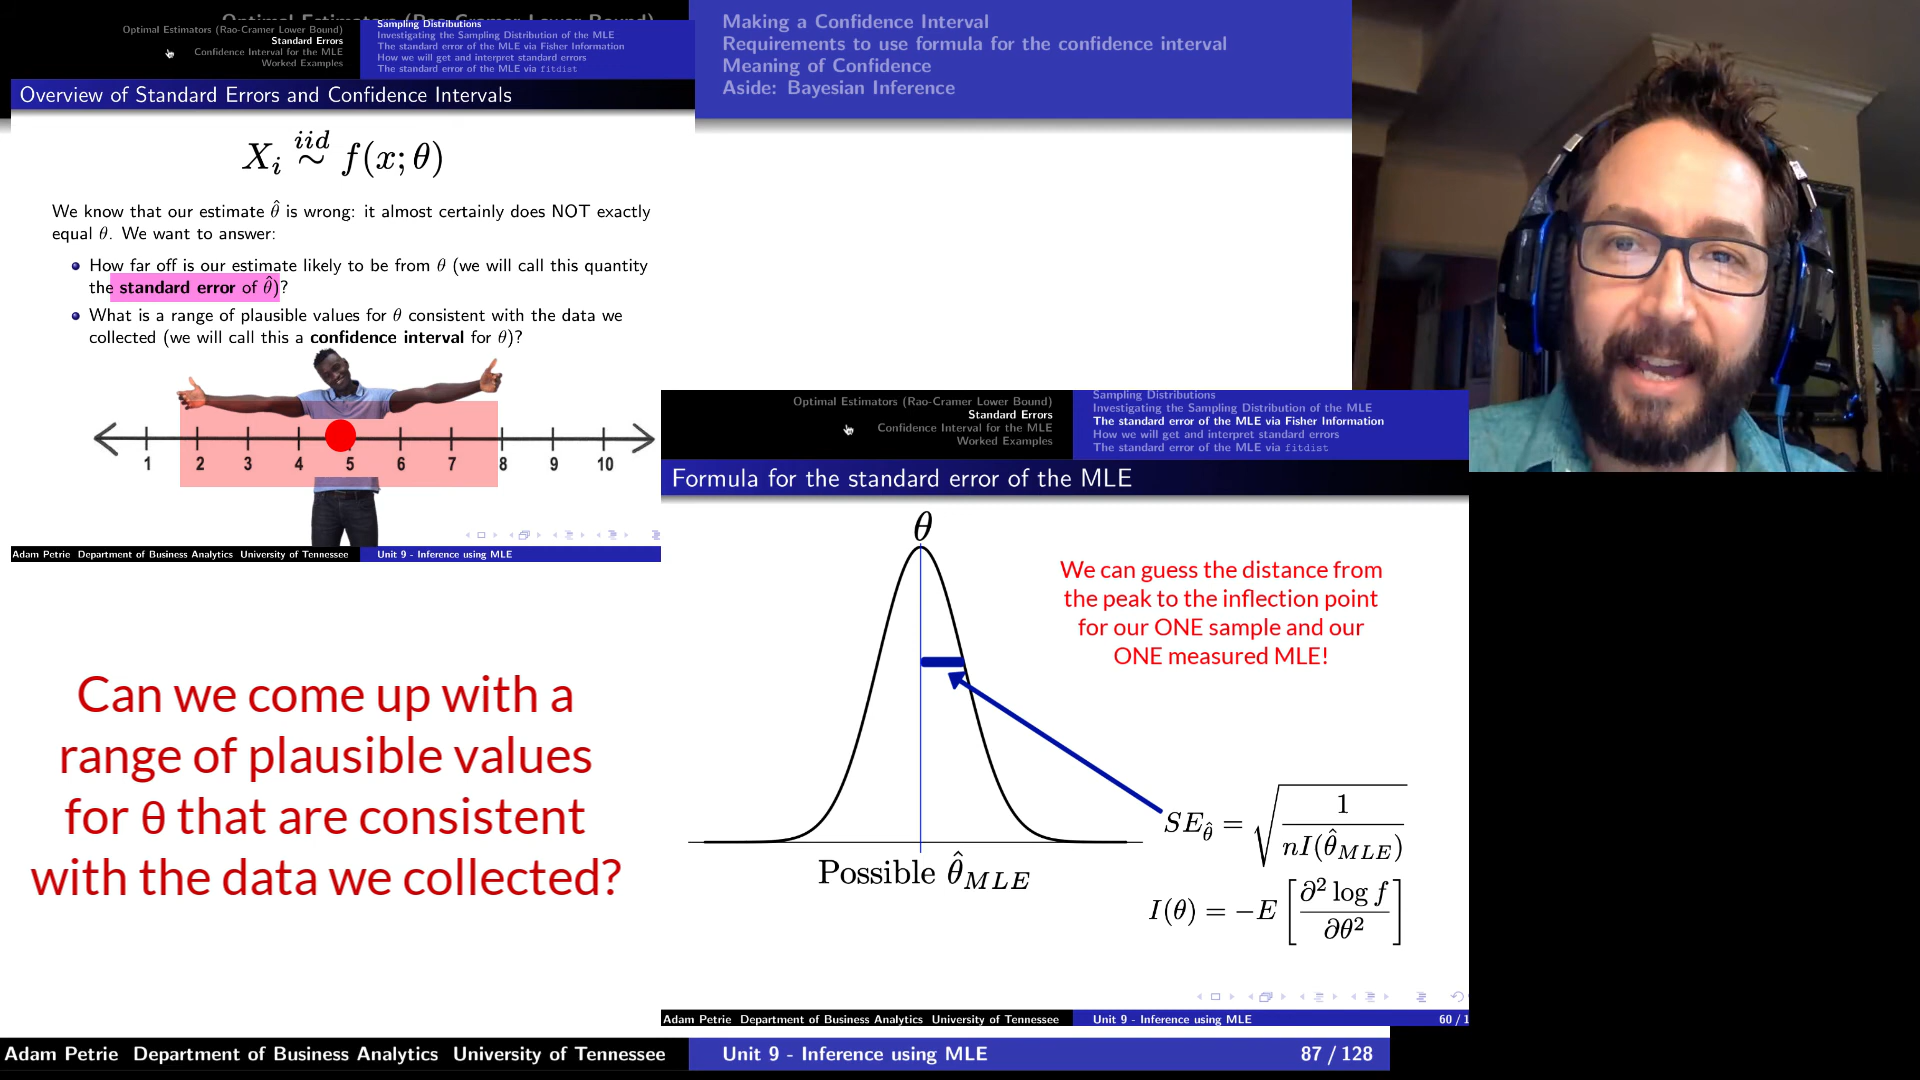 Optimal Estimators (Rao-Cramer Lower Bound)
Optimal Estimators (Rao-Cramer Lower Bound)
Standard Errors
Confidence Interval for the MLE
Worked Examples
Sampling Distributions
Investigating the Sampling Distribution of the MLE
The standard error of the MLE via Fisher Information
How we will get and interpret standard errors
The standard error of the MLE via fitdist
Making a Confidence Interval
Requirements to use formula for the confidence interval
Meaning of Confidence
Aside: Bayesian Inference
Overview of Standard Errors and Confidence Intervals
X_i \overset{iid}{\sim} f(x; θ)
We know that our estimate θ̂ is wrong: it almost certainly does NOT exactly
equal θ. We want to answer:
How far off is our estimate likely to be from θ (we will call this quantity
the standard error of θ̂)?
What is a range of plausible values for θ consistent with the data we
collected (we will call this a confidence interval for θ)?
1 2 3 4 5 6 7 8 9 10
Adam Petrie Department of Business Analytics University of Tennessee
Unit 9 - Inference using MLE
Can we come up with a
range of plausible values
for θ that are consistent
with the data we collected?
Optimal Estimators (Rao-Cramer Lower Bound)
Standard Errors
Confidence Interval for the MLE
Worked Examples
Sampling Distributions
Investigating the Sampling Distribution of the MLE
The standard error of the MLE via Fisher Information
How we will get and interpret standard errors
The standard error of the MLE via fitdist
Formula for the standard error of the MLE
θ
We can guess the distance from
the peak to the inflection point
for our ONE sample and our
ONE measured MLE!
SE_θ̂ = √(1 / nI(θ̂_MLE))
Possible θ̂_MLE
I(θ) = −E [∂² log f / ∂θ²]
Adam Petrie Department of Business Analytics University of Tennessee
Unit 9 - Inference using MLE
60 / 1
Adam Petrie Department of Business Analytics University of Tennessee
Unit 9 - Inference using MLE
87 / 128